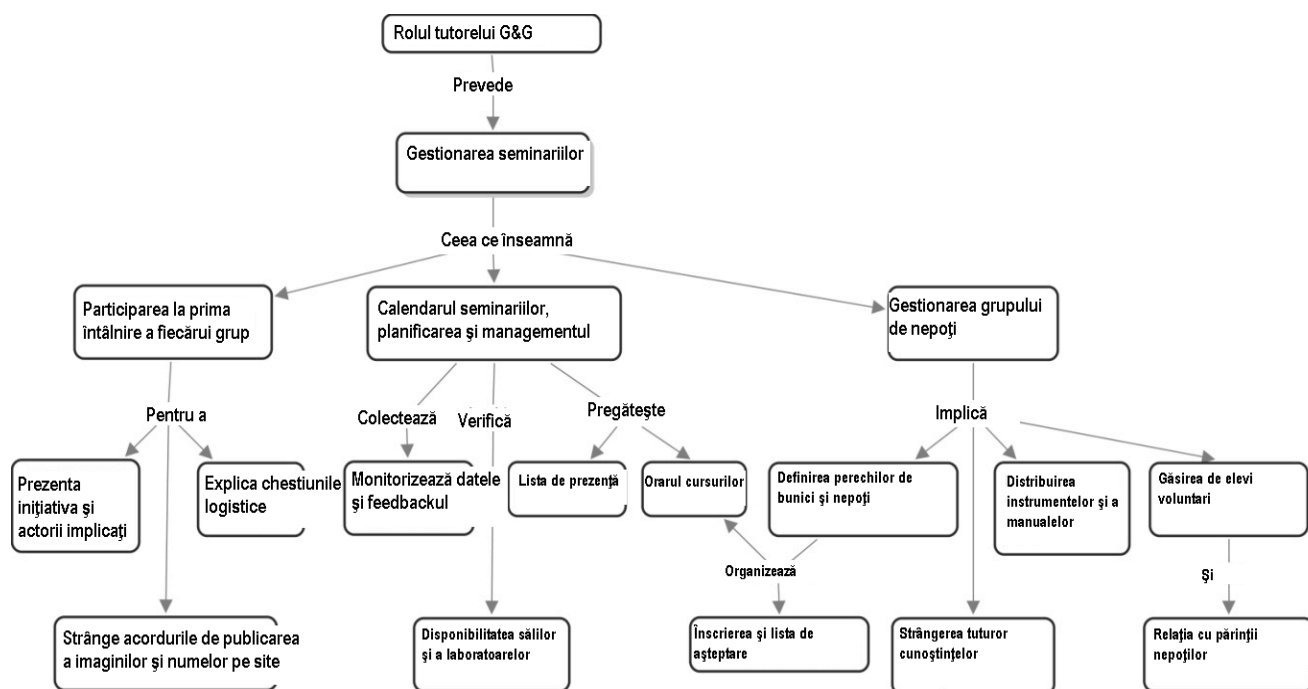 Rolul tutorelui G&G
Prevede
Gestionarea seminariilor
Ceea ce înseamnă
Participarea la prima
întâlnire a fiecărui grup
Calendarul seminariilor,
planificarea şi managementul
Gestionarea grupului
de nepoţi
Pentru a
Colectează
Verifică
Pregăteşte
Implică
Prezenta
iniţiativa şi
actorii implicaţi
Explica chestiunile
logistice
Monitorizează datele
şi feedbackul
Lista de prezenţă
Orarul cursurilor
Definirea perechilor de
bunici şi nepoţi
Distribuirea
instrumentelor şi a
manualelor
Găsirea de elevi
voluntari
Organizează
Şi
Strânge acordurile de publicarea
a imaginilor şi numelor pe site
Disponibilitatea sălilor
şi a laboratoarelor
Înscrierea şi lista de
aşteptare
Strângerea tuturor
cunoştinţelor
Relaţia cu părinţii
nepoţilor